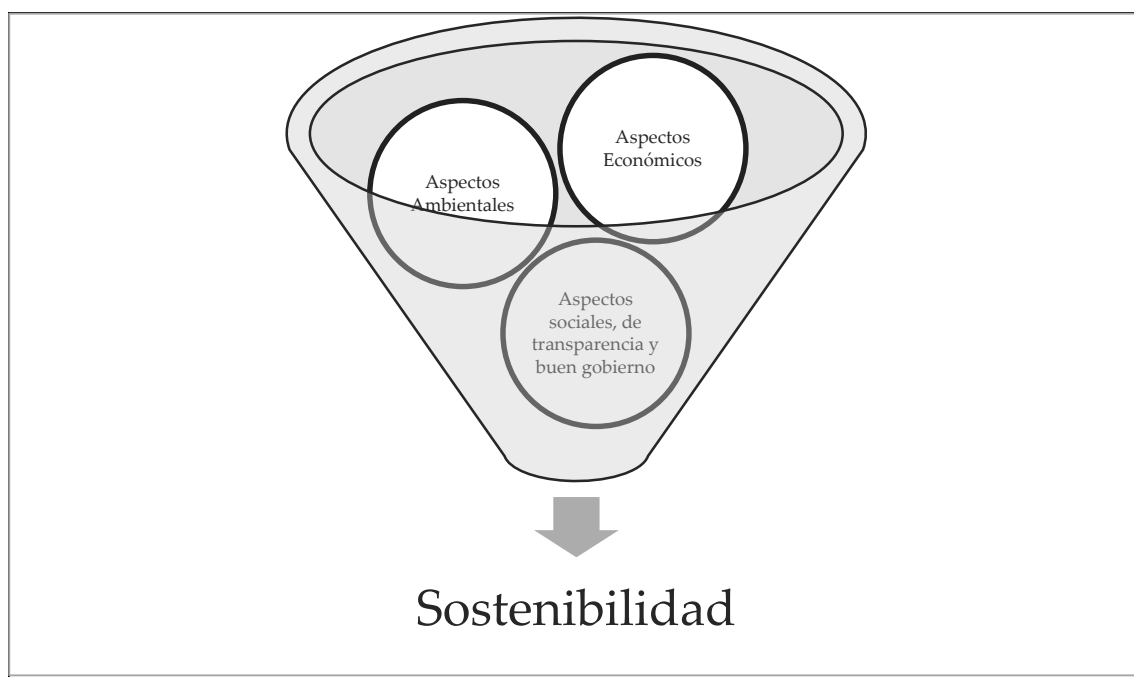 Aspectos
Económicos
Aspectos
Ambientales
Aspectos
sociales, de
transparencia y
buen gobierno
Sostenibilidad